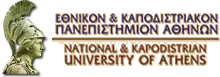 ΕΘΝΙΚΟΝ & ΚΑΠΟΔΙΣΤΡΙΑΚΟΝ
ΠΑΝΕΠΙΣΤΗΜΙΟΝ ΑΘΗΝΩΝ
NATIONAL & KAPODISTRIAN
UNIVERSITY OF ATHENS